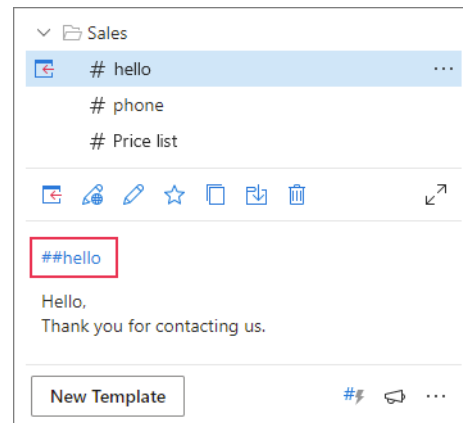 Sales
# hello
# phone
# Price list
##hello
Hello,
Thank you for contacting us.
New Template
#